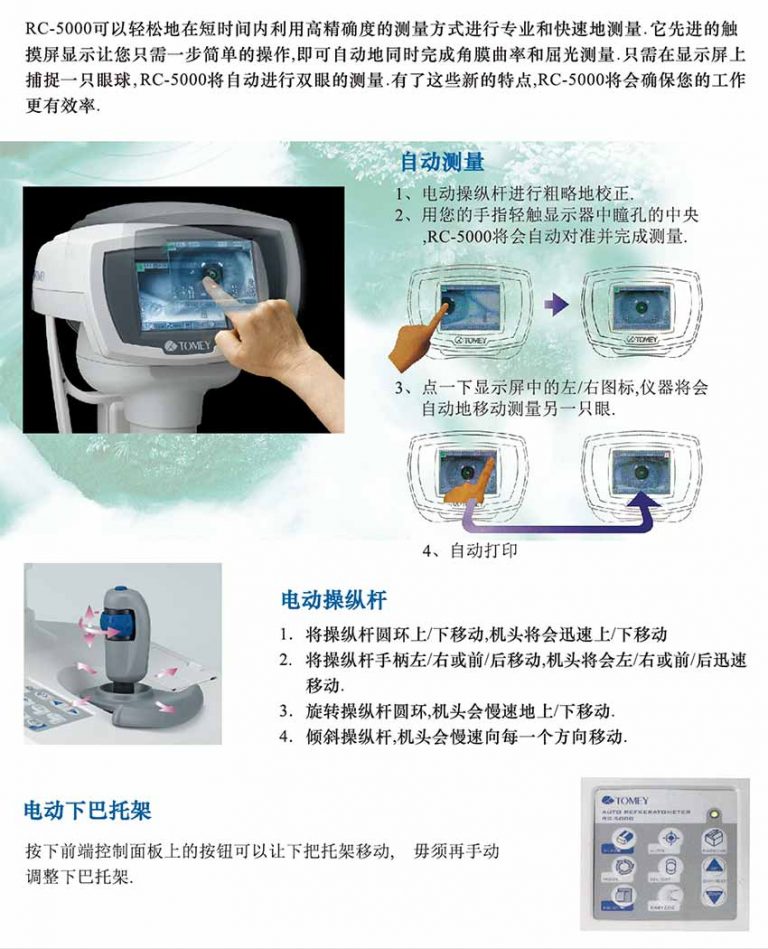 RC-5000可以轻松地在短时间内利用高精确度的测量方式进行专业和快速地测量.它先进的触
摸屏显示让您只需一步简单的操作,即可自动地同时完成角膜曲率和屈光测量.只需在显示屏上
捕捉一只眼球,RC-5000将自动进行双眼的测量.有了这些新的特点,RC-5000将会确保您的工作
更有效率.
自动测量
1、电动操纵杆进行粗略地校正.
2、用您的手指轻触显示器中瞳孔的中央
,RC-5000将会自动对准并完成测量.
TOMEY
TOMEY
TOMEY
3、点一下显示屏中的左/右图标,仪器将会
自动地移动测量另一只眼.
4、自动打印
电动操纵杆
1. 将操纵杆圆环上/下移动,机头将会迅速上/下移动
2. 将操纵杆手柄左/右或前/后移动,机头将会左/右或前/后迅速
移动.
3. 旋转操纵杆圆环,机头会慢速地上/下移动.
4. 倾斜操纵杆,机头会慢速向每一个方向移动.
电动下巴托架
按下前端控制面板上的按钮可以让下把托架移动, 毋须再手动
调整下巴托架.
TOMEY
AUTO REFKERATOMETER
RC-5000